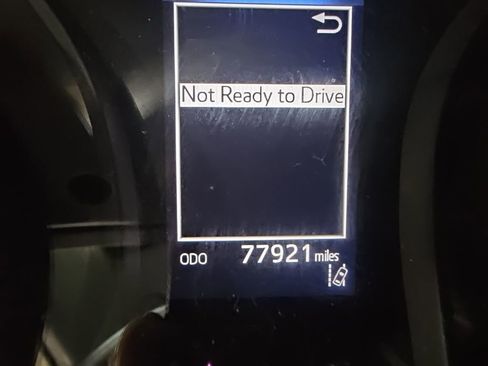 Not Ready to Drive
ODO 77921 miles